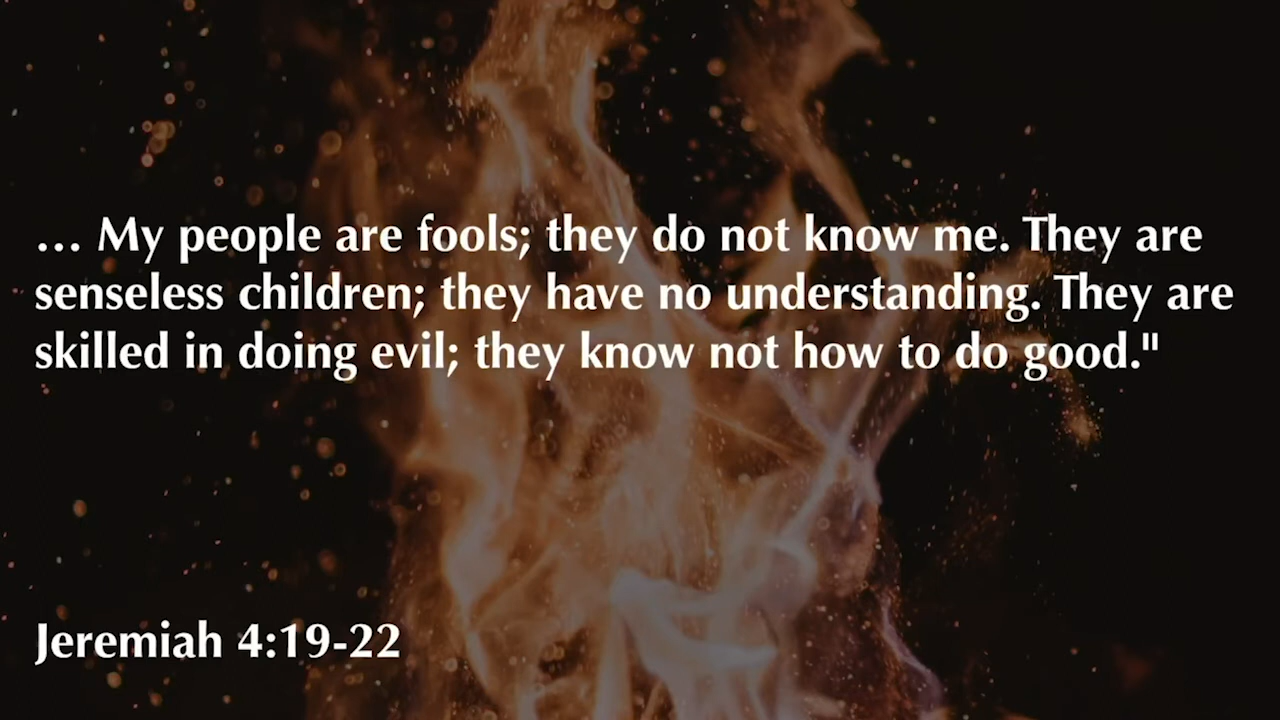 … My people are fools; they do not know me. They are
senseless children; they have no understanding. They are
skilled in doing evil; they know not how to do good."
Jeremiah 4:19-22